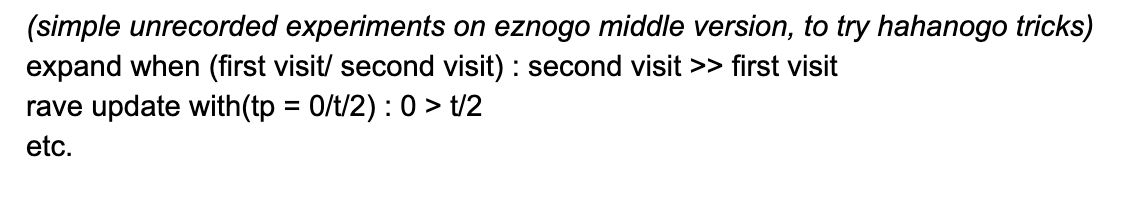 (simple unrecorded experiments on eznogo middle version, to try hahanogo tricks)
expand when (first visit/ second visit) : second visit >> first visit
rave update with(tp = 0/t/2) : 0 > t/2
etc.